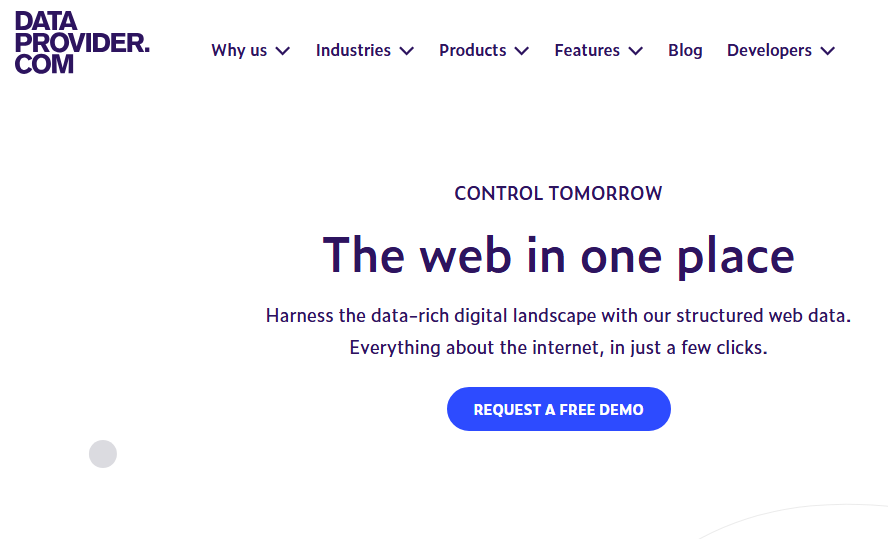 DATA
PROVIDER.
COM
Why us
Industries
Products
Features
Blog
Developers
CONTROL TOMORROW
The web in one place
Harness the data-rich digital landscape with our structured web data.
Everything about the internet, in just a few clicks.
REQUEST A FREE DEMO